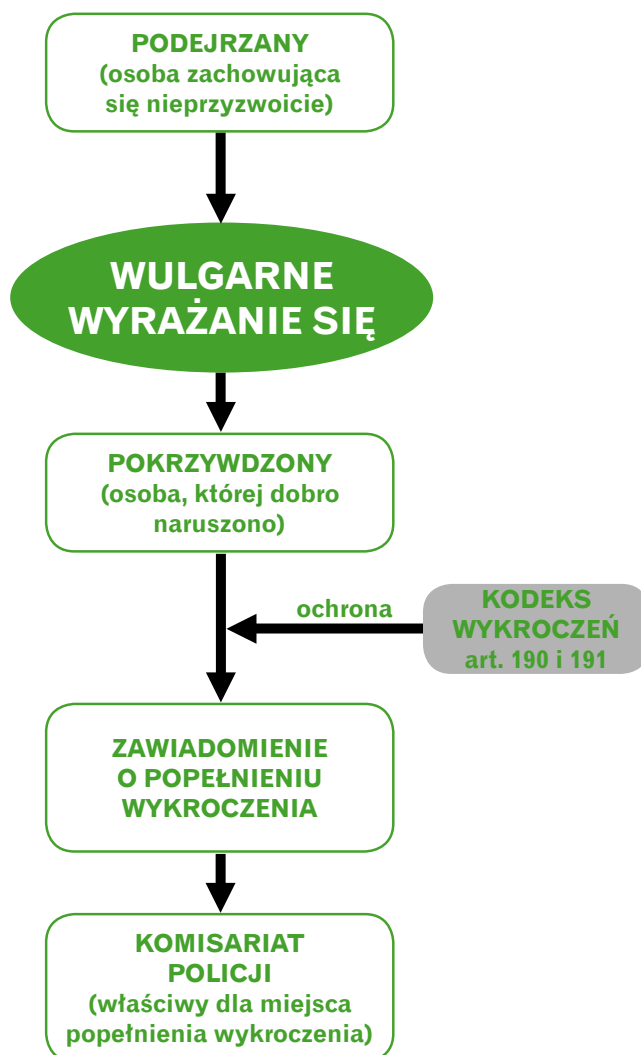 PODEJRZANY
(osoba zachowująca
się nieprzyzwoicie)
WULGARNE
WYRAŻANIE SIĘ
POKRZYWDZONY
(osoba, której dobro
naruszono)
ochrona
KODEKS
WYKROCZEŃ
art. 190 i 191
ZAWIADOMIENIE
O POPEŁNIENIU
WYKROCZENIA
KOMISARIAT
POLICJI
(właściwy dla miejsca
popełnienia wykroczenia)